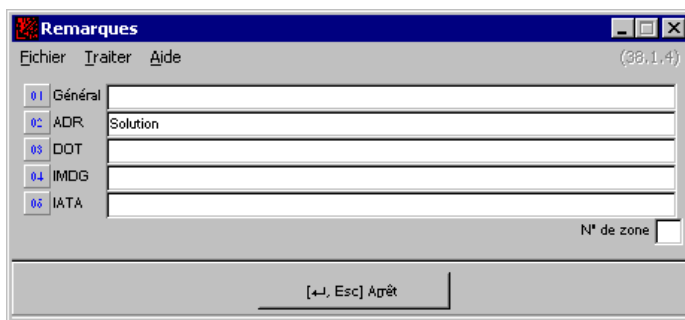 Remarques
Fichier Traiter Aide (38.1.4)
01 Général
02 ADR Solution
03 DOT
04 IMDG
05 IATA
N° de zone
[↵, Esc] Arrêt